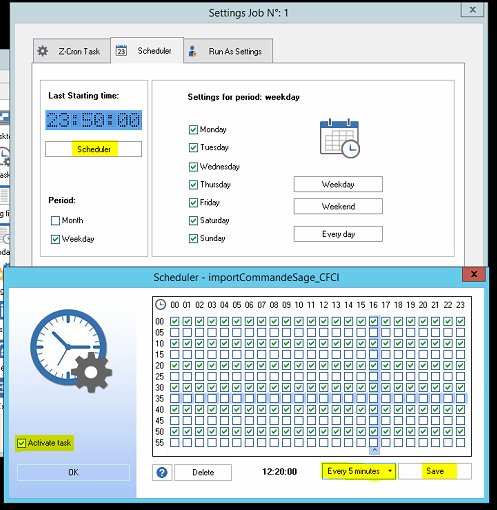 Settings Job N°: 1
x
Z-Cron Task
23
Scheduler
Run As Settings
Last Starting time:
23:50:00
Scheduler
Period:
Month
Weekday
Settings for period: weekday
Monday
Tuesday
Wednesday
Thursday
Friday
Saturday
Sunday
Weekday
Weekend
Every day
Scheduler - importCommandeSage_CFCI
x
00 01 02 03 04 05 06 07 08 09 10 11 12 13 14 15 16 17 18 19 20 21 22 23
00
05
10
15
20
25
30
35
40
45
50
55
Activate task
OK
?
Delete
12:20:00
Every 5 minutes
Save